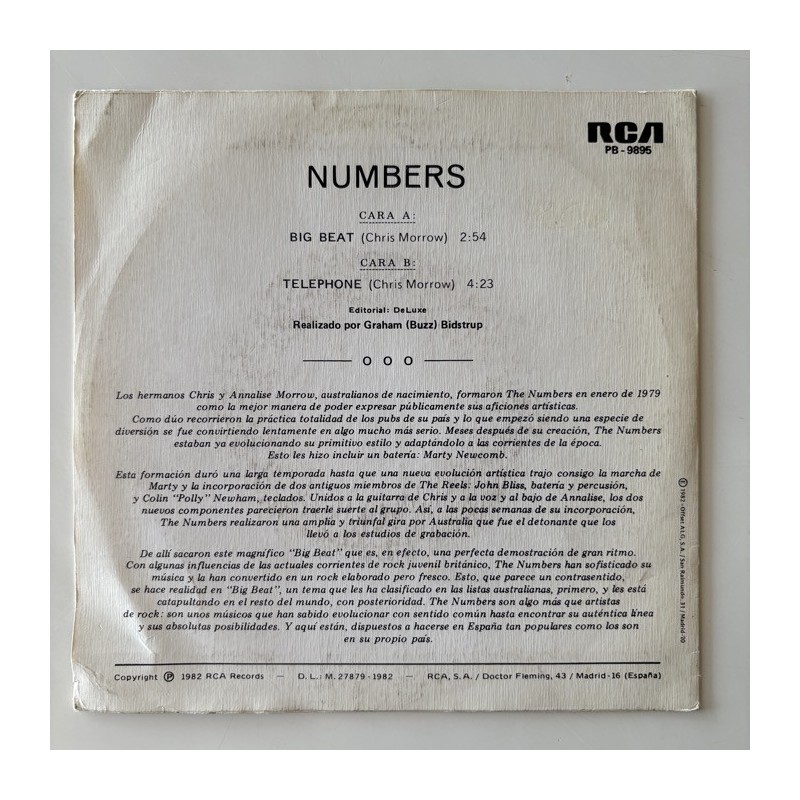 RCA
PB - 9895
NUMBERS
CARA A:
BIG BEAT (Chris Morrow) 2:54
CARA B:
TELEPHONE (Chris Morrow) 4:23
Editorial: DeLuxe
Realizado por Graham (Buzz) Bidstrup
O O O
Los hermanos Chris y Annalise Morrow, australianos de nacimiento, formaron The Numbers en enero de 1979
como la mejor manera de poder expresar públicamente sus aficiones artísticas.
Como dúo recorrieron la práctica totalidad de los pubs de su país y lo que empezó siendo una especie de
diversión se fue convirtiendo lentamente en algo mucho más serio. Meses después de su creación, The Numbers
estaban ya evolucionando su primitivo estilo y adaptándolo a las corrientes de la época.
Esto les hizo incluir un batería: Marty Newcomb.
Esta formación duró una larga temporada hasta que una nueva evolución artística trajo consigo la marcha de
Marty y la incorporación de dos antiguos miembros de The Reels: John Bliss, batería y percusión,
y Colin "Polly" Newham, teclados. Unidos a la guitarra de Chris y a la voz y al bajo de Annalise, los dos
nuevos componentes parecieron traerle suerte al grupo. Así, a las pocas semanas de su incorporación,
The Numbers realizaron una amplia y triunfal gira por Australia que fue el detonante que los
llevó a los estudios de grabación.
De allí sacaron este magnífico "Big Beat" que es, en efecto, una perfecta demostración de gran ritmo.
Con algunas influencias de las actuales corrientes de rock juvenil británico, The Numbers han sofisticado su
música y la han convertido en un rock elaborado pero fresco. Esto, que parece un contrasentido,
se hace realidad en "Big Beat", un tema que les ha clasificado en las listas australianas, primero, y les está
catapultando en el resto del mundo, con posterioridad. The Numbers son algo más que artistas
de rock: son unos músicos que han sabido evolucionar con sentido común hasta encontrar su auténtica línea
y sus absolutas posibilidades. Y aquí están, dispuestos a hacerse en España tan populares como los son
en su propio país.
Copyright Ⓟ 1982 RCA Records - D. L.: M. 27879 - 1982 - RCA, S. A. / Doctor Fleming, 43 / Madrid - 16 (España)
Ⓟ 1982 - Offset A.L.G., S.A. / San Raimundo, 31 / Madrid-20